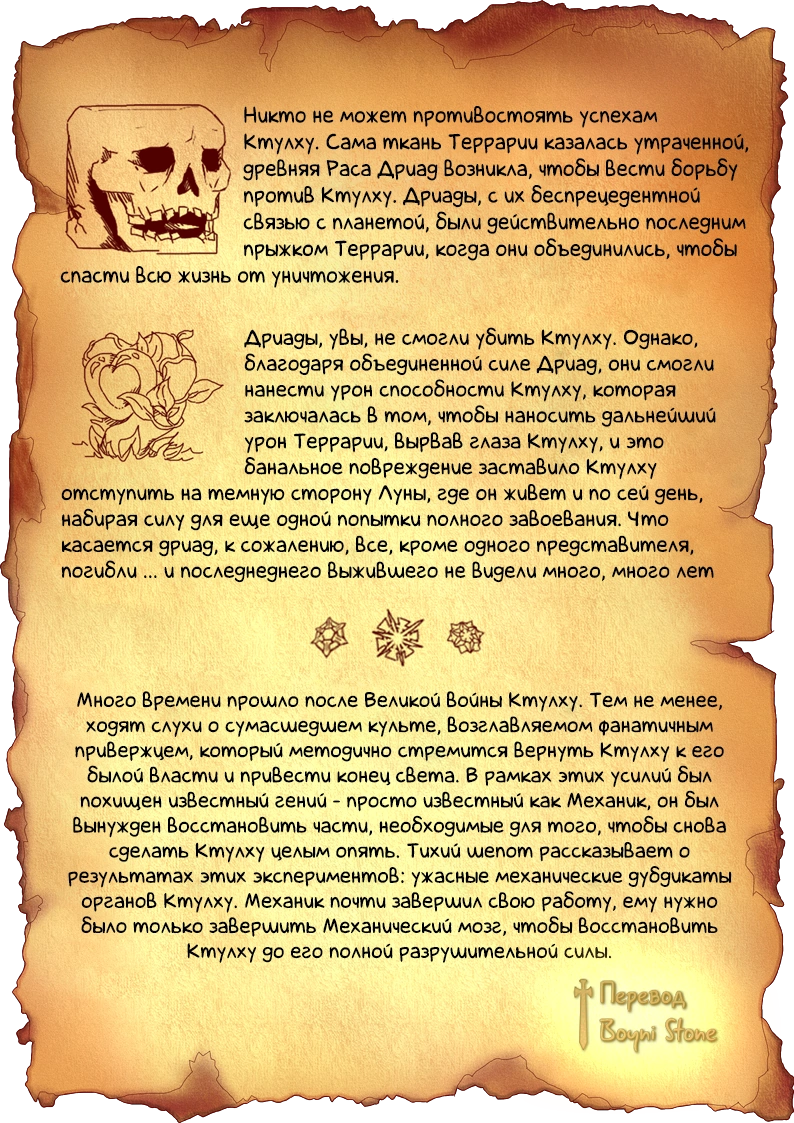 Никто не может противостоять успехам
Ктулху. Сама ткань Террарии казалась утраченной,
древняя Раса Дриад возникла, чтобы вести борьбу
против Ктулху. Дриады, с их беспрецедентной
связью с планетой, были действительно последним
прыжком Террарии, когда они объединились, чтобы
спасти всю жизнь от уничтожения.
Дриады, увы, не смогли убить Ктулху. Однако,
благодаря объединенной силе Дриад, они смогли
нанести урон способности Ктулху, которая
заключалась в том, чтобы наносить дальнейший
урон Террарии, вырвав глаза Ктулху, и это
банальное повреждение заставило Ктулху
отступить на темную сторону Луны, где он живет и по сей день,
набирая силу для еще одной попытки полного завоевания. Что
касается дриад, к сожалению, все, кроме одного представителя,
погибли ... и последнеднего выжившего не видели много, много лет
Много времени прошло после Великой войны Ктулху. Тем не менее,
ходят слухи о сумасшедшем культе, возглавляемом фанатичным
привержцем, который методично стремится вернуть Ктулху к его
былой власти и привести конец света. В рамках этих усилий был
похищен известный гений - просто известный как Механик, он был
вынужден восстановить части, необходимые для того, чтобы снова
сделать Ктулху целым опять. Тихий шепот рассказывает о
результатах этих экспериментов: ужасные механические дубдикаты
органов Ктулху. Механик почти завершил свою работу, ему нужно
было только завершить Механический мозг, чтобы восстановить
Ктулху до его полной разрушительной силы.
Перевод
Boyni Stone